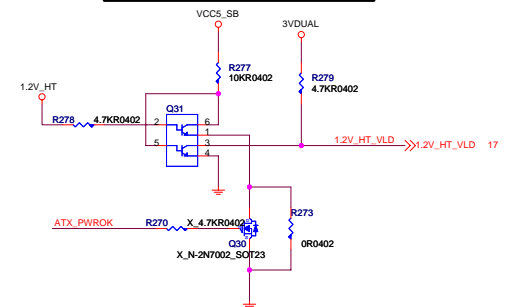 VCC5_SB
3VDUAL
R277
10KR0402
R279
4.7KR0402
1.2V_HT
R278
4.7KR0402
Q31
2
6
1
5
3
4
1.2V_HT_VLD
1.2V_HT_VLD 17
ATX_PWROK
R270
X_4.7KR0402
R273
0R0402
Q30
X_N-2N7002_SOT23